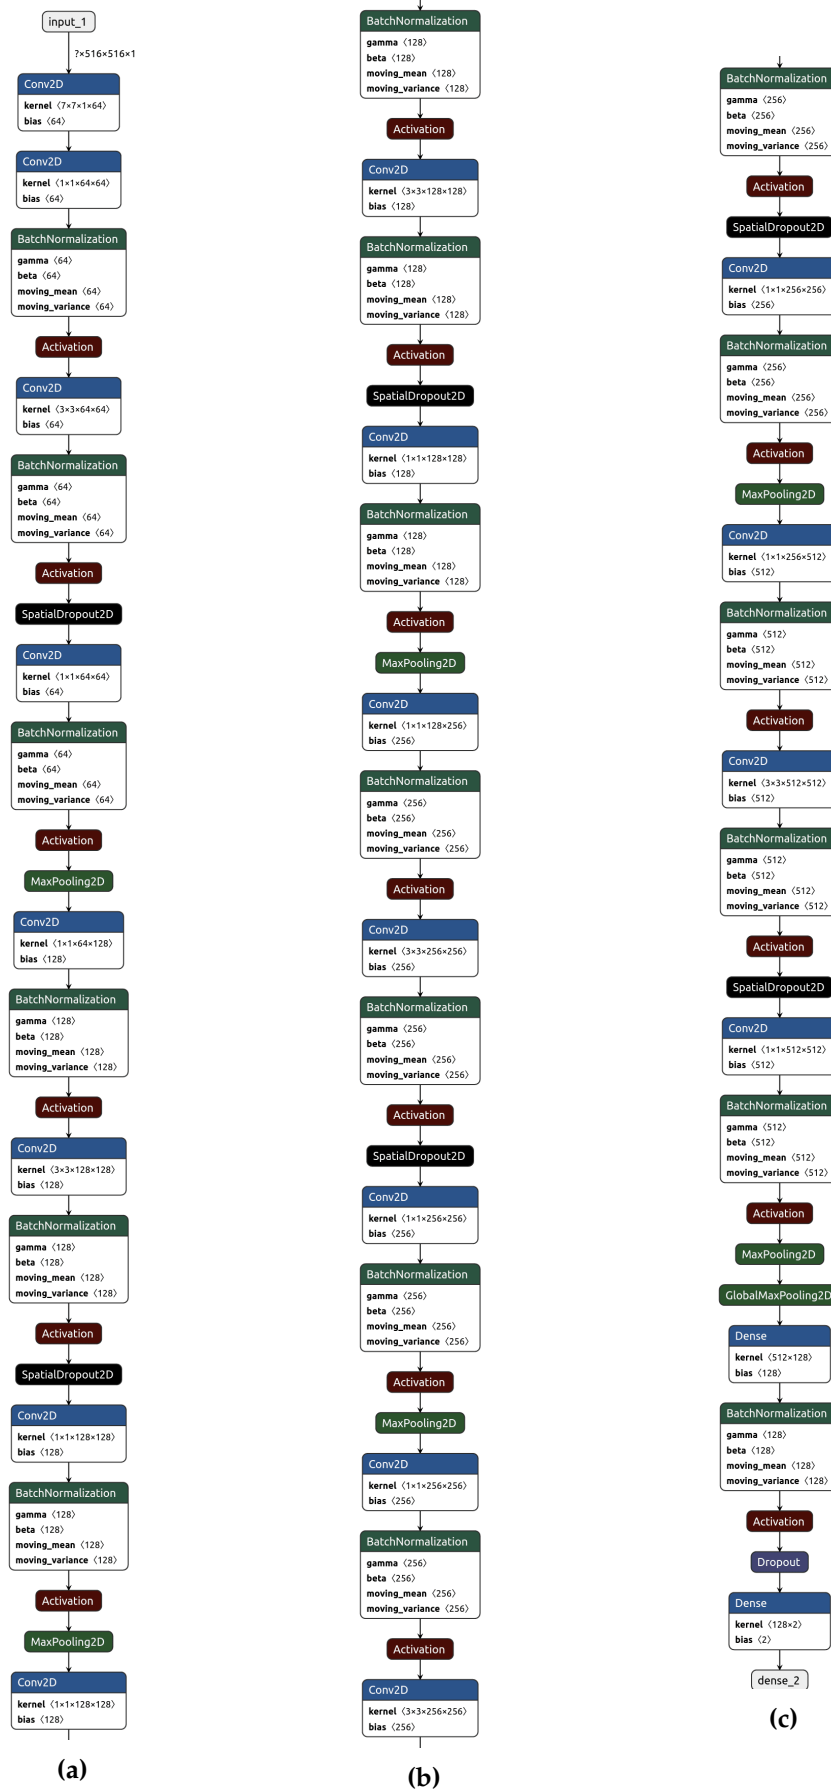 input_1
?×516×516×1
Conv2D
kernel ⟨7×7×1×64⟩
bias ⟨64⟩
Conv2D
kernel ⟨1×1×64×64⟩
bias ⟨64⟩
BatchNormalization
gamma ⟨64⟩
beta ⟨64⟩
moving_mean ⟨64⟩
moving_variance ⟨64⟩
Activation
Conv2D
kernel ⟨3×3×64×64⟩
bias ⟨64⟩
BatchNormalization
gamma ⟨64⟩
beta ⟨64⟩
moving_mean ⟨64⟩
moving_variance ⟨64⟩
Activation
SpatialDropout2D
Conv2D
kernel ⟨1×1×64×64⟩
bias ⟨64⟩
BatchNormalization
gamma ⟨64⟩
beta ⟨64⟩
moving_mean ⟨64⟩
moving_variance ⟨64⟩
Activation
MaxPooling2D
Conv2D
kernel ⟨1×1×64×128⟩
bias ⟨128⟩
BatchNormalization
gamma ⟨128⟩
beta ⟨128⟩
moving_mean ⟨128⟩
moving_variance ⟨128⟩
Activation
Conv2D
kernel ⟨3×3×128×128⟩
bias ⟨128⟩
BatchNormalization
gamma ⟨128⟩
beta ⟨128⟩
moving_mean ⟨128⟩
moving_variance ⟨128⟩
Activation
SpatialDropout2D
Conv2D
kernel ⟨1×1×128×128⟩
bias ⟨128⟩
BatchNormalization
gamma ⟨128⟩
beta ⟨128⟩
moving_mean ⟨128⟩
moving_variance ⟨128⟩
Activation
MaxPooling2D
Conv2D
kernel ⟨1×1×128×128⟩
bias ⟨128⟩
(a)
BatchNormalization
gamma ⟨128⟩
beta ⟨128⟩
moving_mean ⟨128⟩
moving_variance ⟨128⟩
Activation
Conv2D
kernel ⟨3×3×128×128⟩
bias ⟨128⟩
BatchNormalization
gamma ⟨128⟩
beta ⟨128⟩
moving_mean ⟨128⟩
moving_variance ⟨128⟩
Activation
SpatialDropout2D
Conv2D
kernel ⟨1×1×128×128⟩
bias ⟨128⟩
BatchNormalization
gamma ⟨128⟩
beta ⟨128⟩
moving_mean ⟨128⟩
moving_variance ⟨128⟩
Activation
MaxPooling2D
Conv2D
kernel ⟨1×1×128×256⟩
bias ⟨256⟩
BatchNormalization
gamma ⟨256⟩
beta ⟨256⟩
moving_mean ⟨256⟩
moving_variance ⟨256⟩
Activation
Conv2D
kernel ⟨3×3×256×256⟩
bias ⟨256⟩
BatchNormalization
gamma ⟨256⟩
beta ⟨256⟩
moving_mean ⟨256⟩
moving_variance ⟨256⟩
Activation
SpatialDropout2D
Conv2D
kernel ⟨1×1×256×256⟩
bias ⟨256⟩
BatchNormalization
gamma ⟨256⟩
beta ⟨256⟩
moving_mean ⟨256⟩
moving_variance ⟨256⟩
Activation
MaxPooling2D
Conv2D
kernel ⟨1×1×256×256⟩
bias ⟨256⟩
BatchNormalization
gamma ⟨256⟩
beta ⟨256⟩
moving_mean ⟨256⟩
moving_variance ⟨256⟩
Activation
Conv2D
kernel ⟨3×3×256×256⟩
bias ⟨256⟩
(b)
BatchNormalization
gamma ⟨256⟩
beta ⟨256⟩
moving_mean ⟨256⟩
moving_variance ⟨256⟩
Activation
SpatialDropout2D
Conv2D
kernel ⟨1×1×256×256⟩
bias ⟨256⟩
BatchNormalization
gamma ⟨256⟩
beta ⟨256⟩
moving_mean ⟨256⟩
moving_variance ⟨256⟩
Activation
MaxPooling2D
Conv2D
kernel ⟨1×1×256×512⟩
bias ⟨512⟩
BatchNormalization
gamma ⟨512⟩
beta ⟨512⟩
moving_mean ⟨512⟩
moving_variance ⟨512⟩
Activation
Conv2D
kernel ⟨3×3×512×512⟩
bias ⟨512⟩
BatchNormalization
gamma ⟨512⟩
beta ⟨512⟩
moving_mean ⟨512⟩
moving_variance ⟨512⟩
Activation
SpatialDropout2D
Conv2D
kernel ⟨1×1×512×512⟩
bias ⟨512⟩
BatchNormalization
gamma ⟨512⟩
beta ⟨512⟩
moving_mean ⟨512⟩
moving_variance ⟨512⟩
Activation
MaxPooling2D
GlobalMaxPooling2D
Dense
kernel ⟨512×128⟩
bias ⟨128⟩
BatchNormalization
gamma ⟨128⟩
beta ⟨128⟩
moving_mean ⟨128⟩
moving_variance ⟨128⟩
Activation
Dropout
Dense
kernel ⟨128×2⟩
bias ⟨2⟩
dense_2
(c)